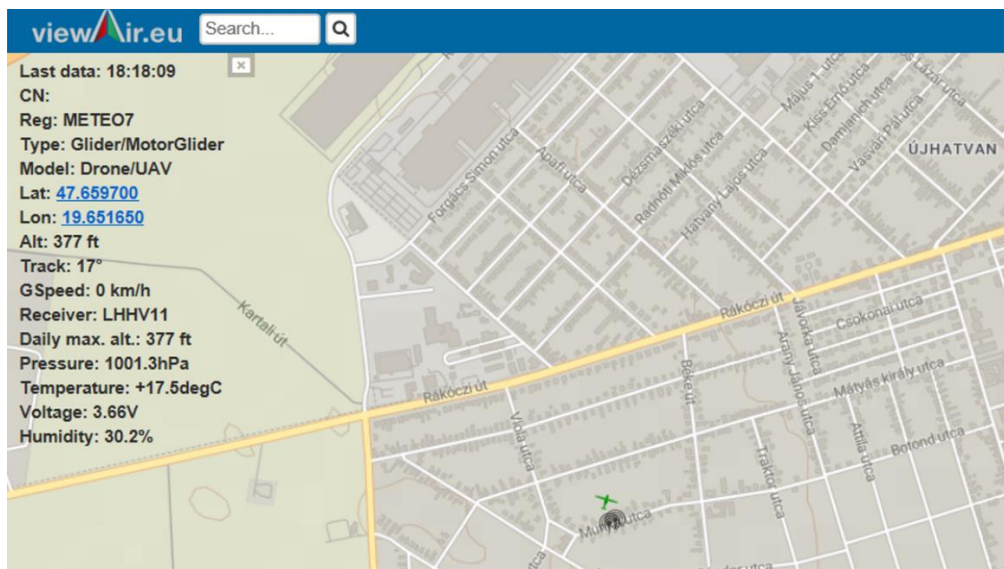 viewAir.eu Search...
Last data: 18:18:09
CN:
Reg: METEO7
Type: Glider/MotorGlider
Model: Drone/UAV
Lat: 47.659700
Lon: 19.651650
Alt: 377 ft
Track: 17°
GSpeed: 0 km/h
Receiver: LHHV11
Daily max. alt.: 377 ft
Pressure: 1001.3hPa
Temperature: +17.5degC
Voltage: 3.66V
Humidity: 30.2%
Május 1. utca
Kiss Ernő utca
Damjanich utca
Vasvári Pál utca
Lázár utca
ÚJHATVAN
Forgács Simon utca
Apafi utca
Dézsmaszéki utca
Radnóti Miklós utca
Hatvany Lajos utca
Kartali út
Rákóczi út
Rákóczi út
Jávorka utca
Csokonai utca
Arany János utca
Béke út
Mátyás király utca
Viola utca
Traktor utca
Attila utca
Botond utca
utca
utca